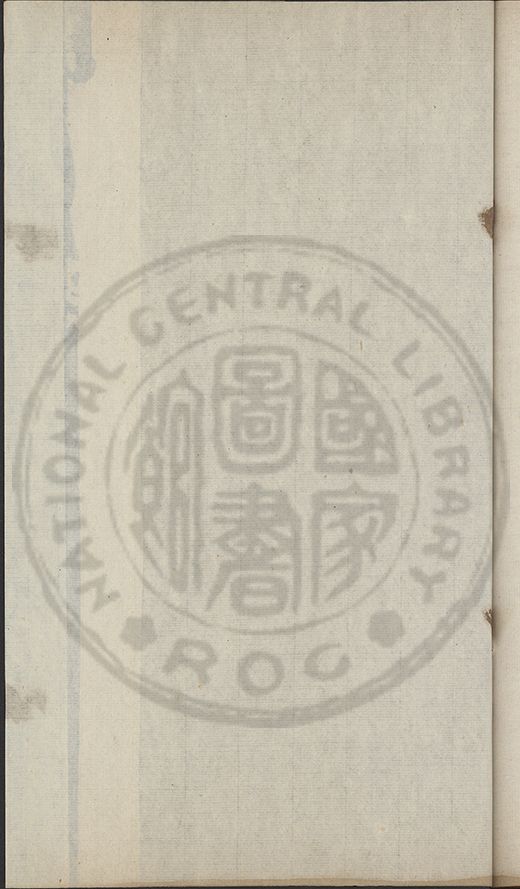 NATIONAL CENTRAL LIBRARY
國家
圖書
館
ROC